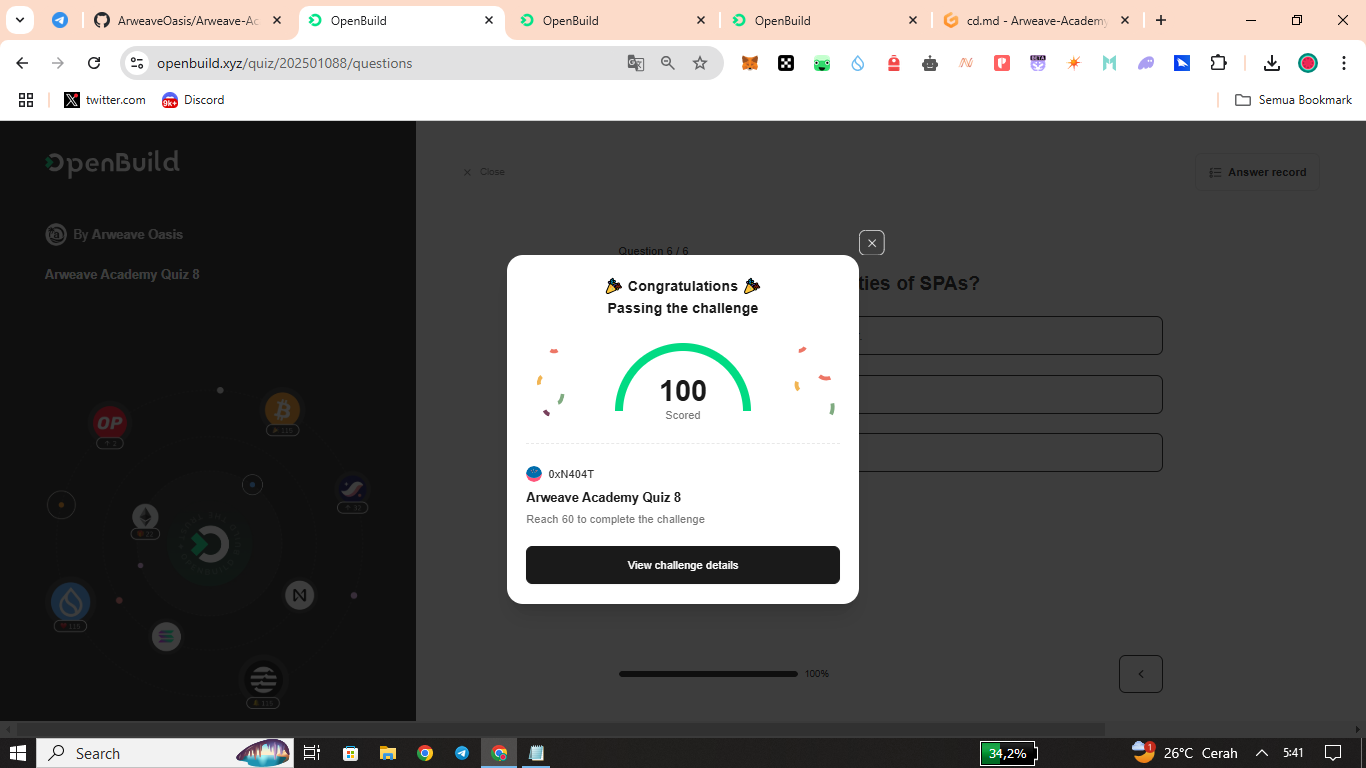 ArweaveOasis/Arweave-Ac
OpenBuild
OpenBuild
OpenBuild
cd.md - Arweave-Academy
openbuild.xyz/quiz/202501088/questions
BETA
twitter.com
9k+
Discord
Semua Bookmark
OpenBuild
Close
Answer record
By Arweave Oasis
Arweave Academy Quiz 8
Question 6 / 6
ties of SPAs?
Congratulations
Passing the challenge
100
Scored
0xN404T
Arweave Academy Quiz 8
Reach 60 to complete the challenge
View challenge details
OP
100%
Search
34,2%
1
26°C Cerah
5:41